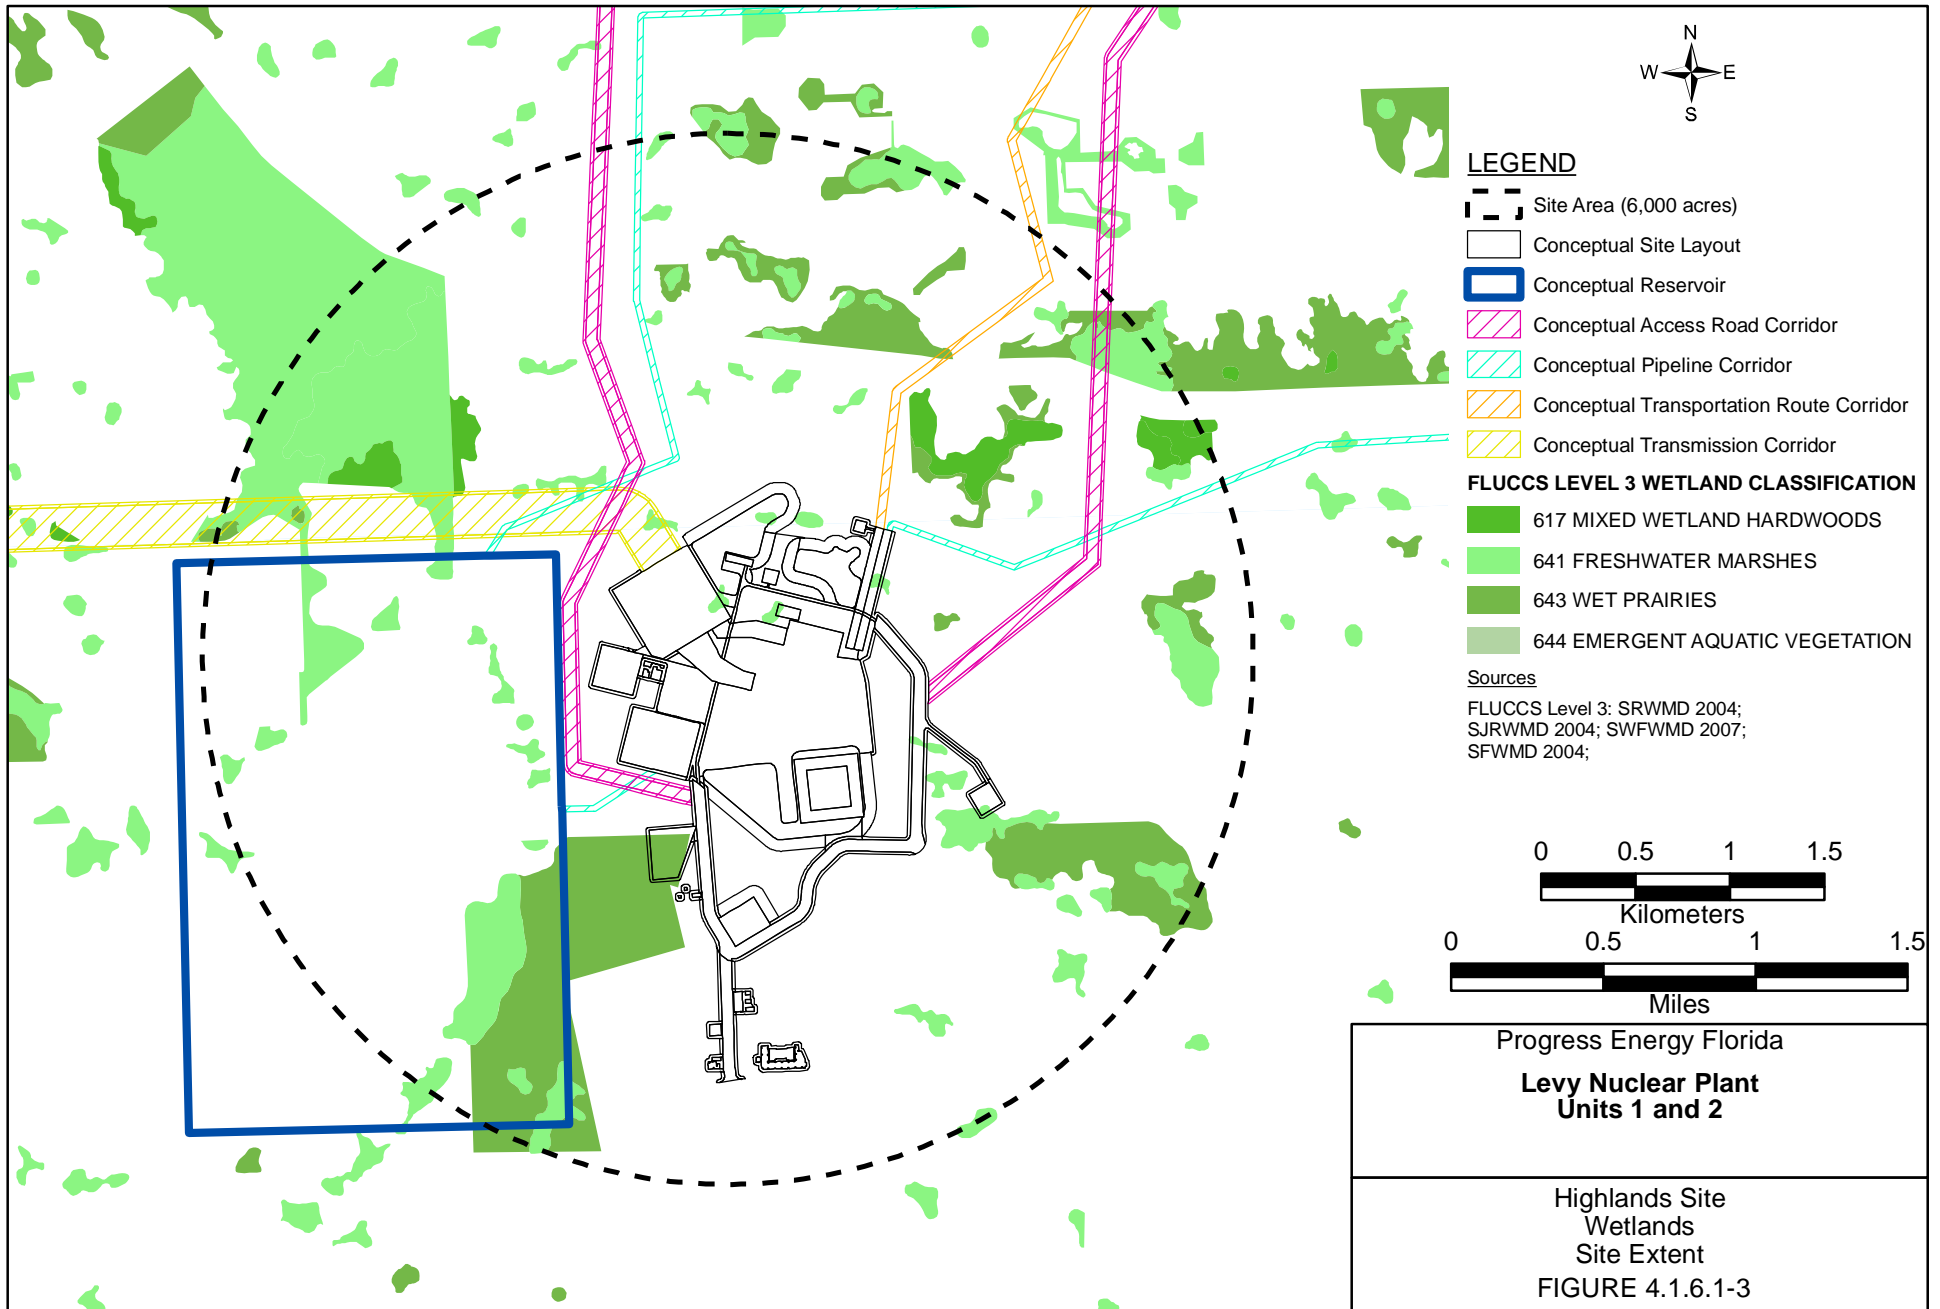 N
W E
S
LEGEND
Site Area (6,000 acres)
Conceptual Site Layout
Conceptual Reservoir
Conceptual Access Road Corridor
Conceptual Pipeline Corridor
Conceptual Transportation Route Corridor
Conceptual Transmission Corridor
FLUCCS LEVEL 3 WETLAND CLASSIFICATION
617 MIXED WETLAND HARDWOODS
641 FRESHWATER MARSHES
643 WET PRAIRIES
644 EMERGENT AQUATIC VEGETATION
Sources
FLUCCS Level 3: SRWMD 2004;
SJRWMD 2004; SWFWMD 2007;
SFWMD 2004;
0 0.5 1 1.5
Kilometers
0 0.5 1 1.5
Miles
Progress Energy Florida
Levy Nuclear Plant
Units 1 and 2
Highlands Site
Wetlands
Site Extent
FIGURE 4.1.6.1-3